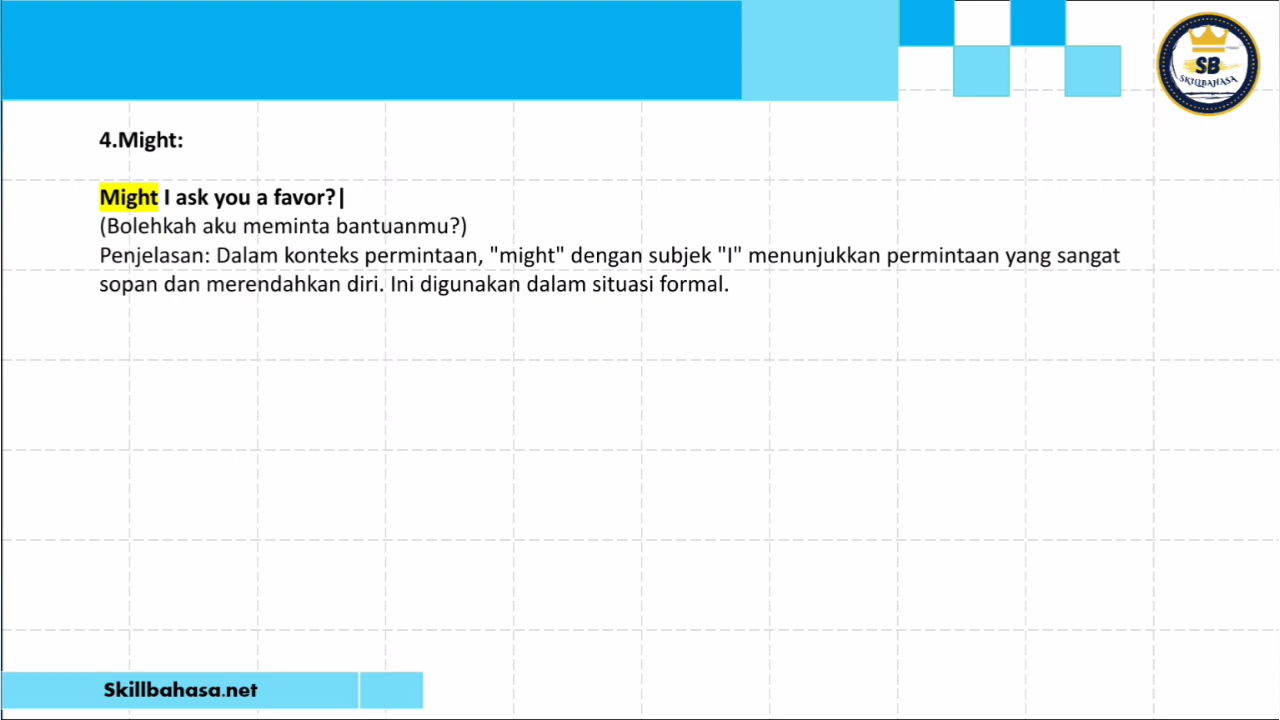 SB
SKILLBAHASA
4.Might:
Might I ask you a favor?|
(Bolehkah aku meminta bantuanmu?)
Penjelasan: Dalam konteks permintaan, "might" dengan subjek "I" menunjukkan permintaan yang sangat
sopan dan merendahkan diri. Ini digunakan dalam situasi formal.
Skillbahasa.net